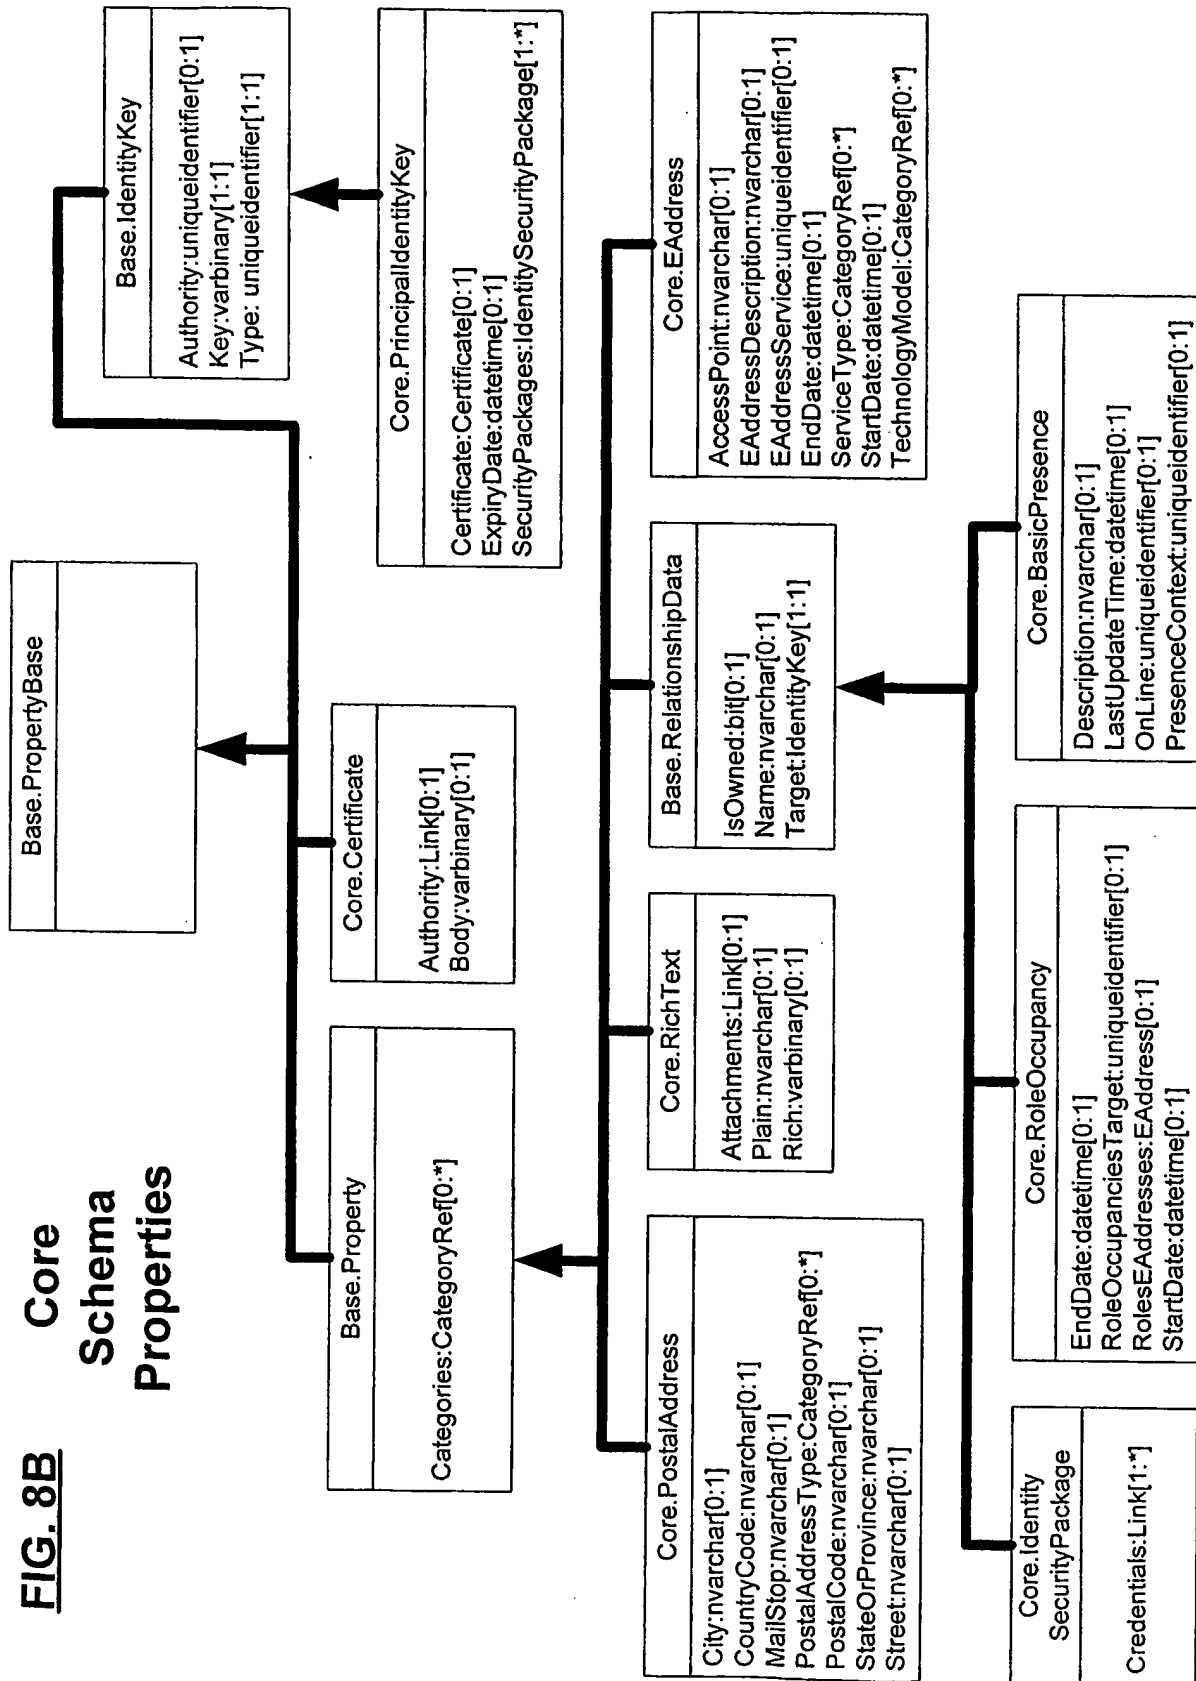 FIG. 8B
Core
Schema
Properties
Base.PropertyBase
Base.Property
Categories:CategoryRef[0:*]
Core.Certificate
Authority:Link[0:1]
Body:varbinary[0:1]
Base.IdentityKey
Authority:uniqueidentifier[0:1]
Key:varbinary[1:1]
Type: uniqueidentifier[1:1]
Core.PrincipalIdentityKey
Certificate:Certificate[0:1]
ExpiryDate:datetime[0:1]
SecurityPackages:IdentitySecurityPackage[1:*]
Core.PostalAddress
City:nvarchar[0:1]
CountryCode:nvarchar[0:1]
MailStop:nvarchar[0:1]
PostalAddressType:CategoryRef[0:*]
PostalCode:nvarchar[0:1]
StateOrProvince:nvarchar[0:1]
Street:nvarchar[0:1]
Core.RichText
Attachments:Link[0:1]
Plain:nvarchar[0:1]
Rich:varbinary[0:1]
Base.RelationshipData
IsOwned:bit[0:1]
Name:nvarchar[0:1]
Target:IdentityKey[1:1]
Core.EAddress
AccessPoint:nvarchar[0:1]
EAddressDescription:nvarchar[0:1]
EAddressService:uniqueidentifier[0:1]
EndDate:datetime[0:1]
ServiceType:CategoryRef[0:*]
StartDate:datetime[0:1]
TechnologyModel:CategoryRef[0:*]
Core.Identity
SecurityPackage
Credentials:Link[1:*]
Core.RoleOccupancy
EndDate:datetime[0:1]
RoleOccupanciesTarget:uniqueidentifier[0:1]
RolesEAddresses:EAddress[0:1]
StartDate:datetime[0:1]
Core.BasicPresence
Description:nvarchar[0:1]
LastUpdateTime:datetime[0:1]
OnLine:uniqueidentifier[0:1]
PresenceContext:uniqueidentifier[0:1]